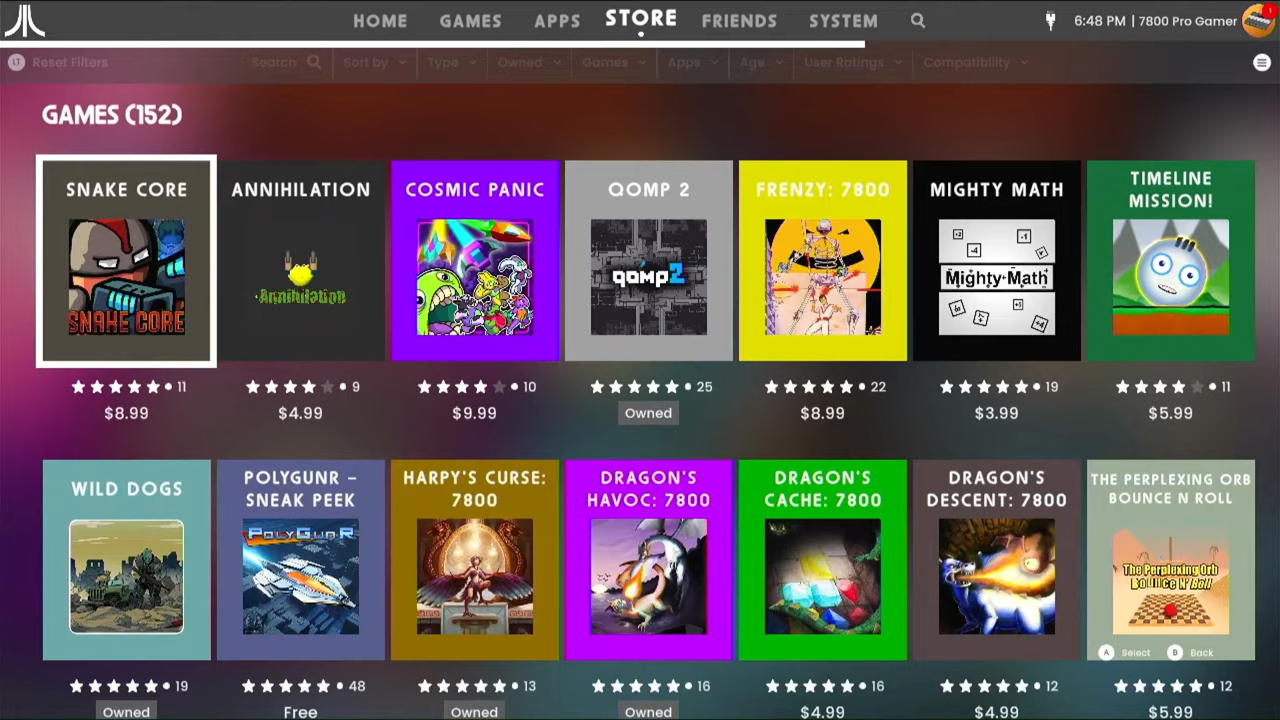 HOME GAMES APPS STORE FRIENDS SYSTEM 6:48 PM | 7800 Pro Gamer 1
LT Reset Filters Search Sort by Type Owned Games Apps Age User Ratings Compatibility
GAMES (152)
SNAKE CORE
SNAKE CORE
11
$8.99
ANNIHILATION
Annihilation
9
$4.99
COSMIC PANIC
10
$9.99
QOMP 2
qomp2
25
Owned
FRENZY: 7800
22
$8.99
MIGHTY MATH
Mighty Math
19
$3.99
TIMELINE
MISSION!
11
$5.99
WILD DOGS
19
Owned
POLYGUNR –
SNEAK PEEK
POLYGUNR
48
Free
HARPY'S CURSE:
7800
13
Owned
DRAGON'S
HAVOC: 7800
16
Owned
DRAGON'S
CACHE: 7800
16
$4.99
DRAGON'S
DESCENT: 7800
12
$4.99
THE PERPLEXING ORB
BOUNCE N ROLL
The Perplexing Orb
Bounce N' Roll
A Select B Back
12
$5.99